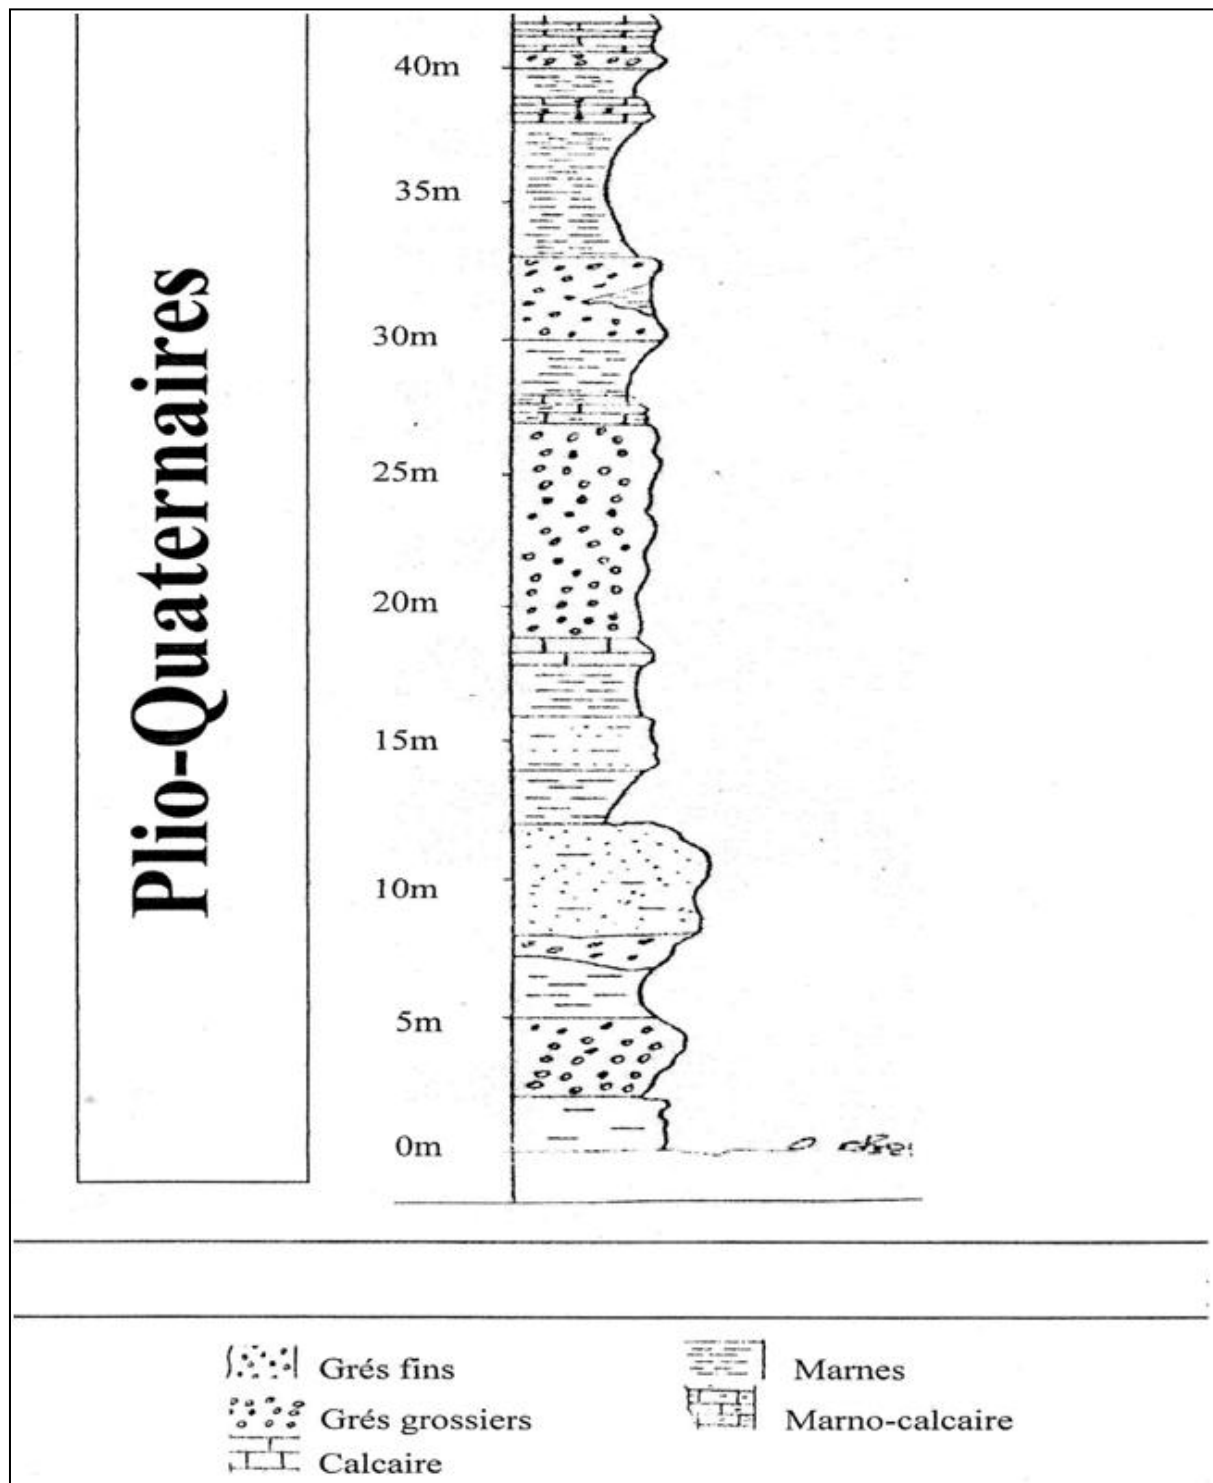 Plio-Quaternaires
40m
35m
30m
25m
20m
15m
10m
5m
0m
Grés fins
Grés grossiers
Calcaire
Marnes
Marno-calcaire